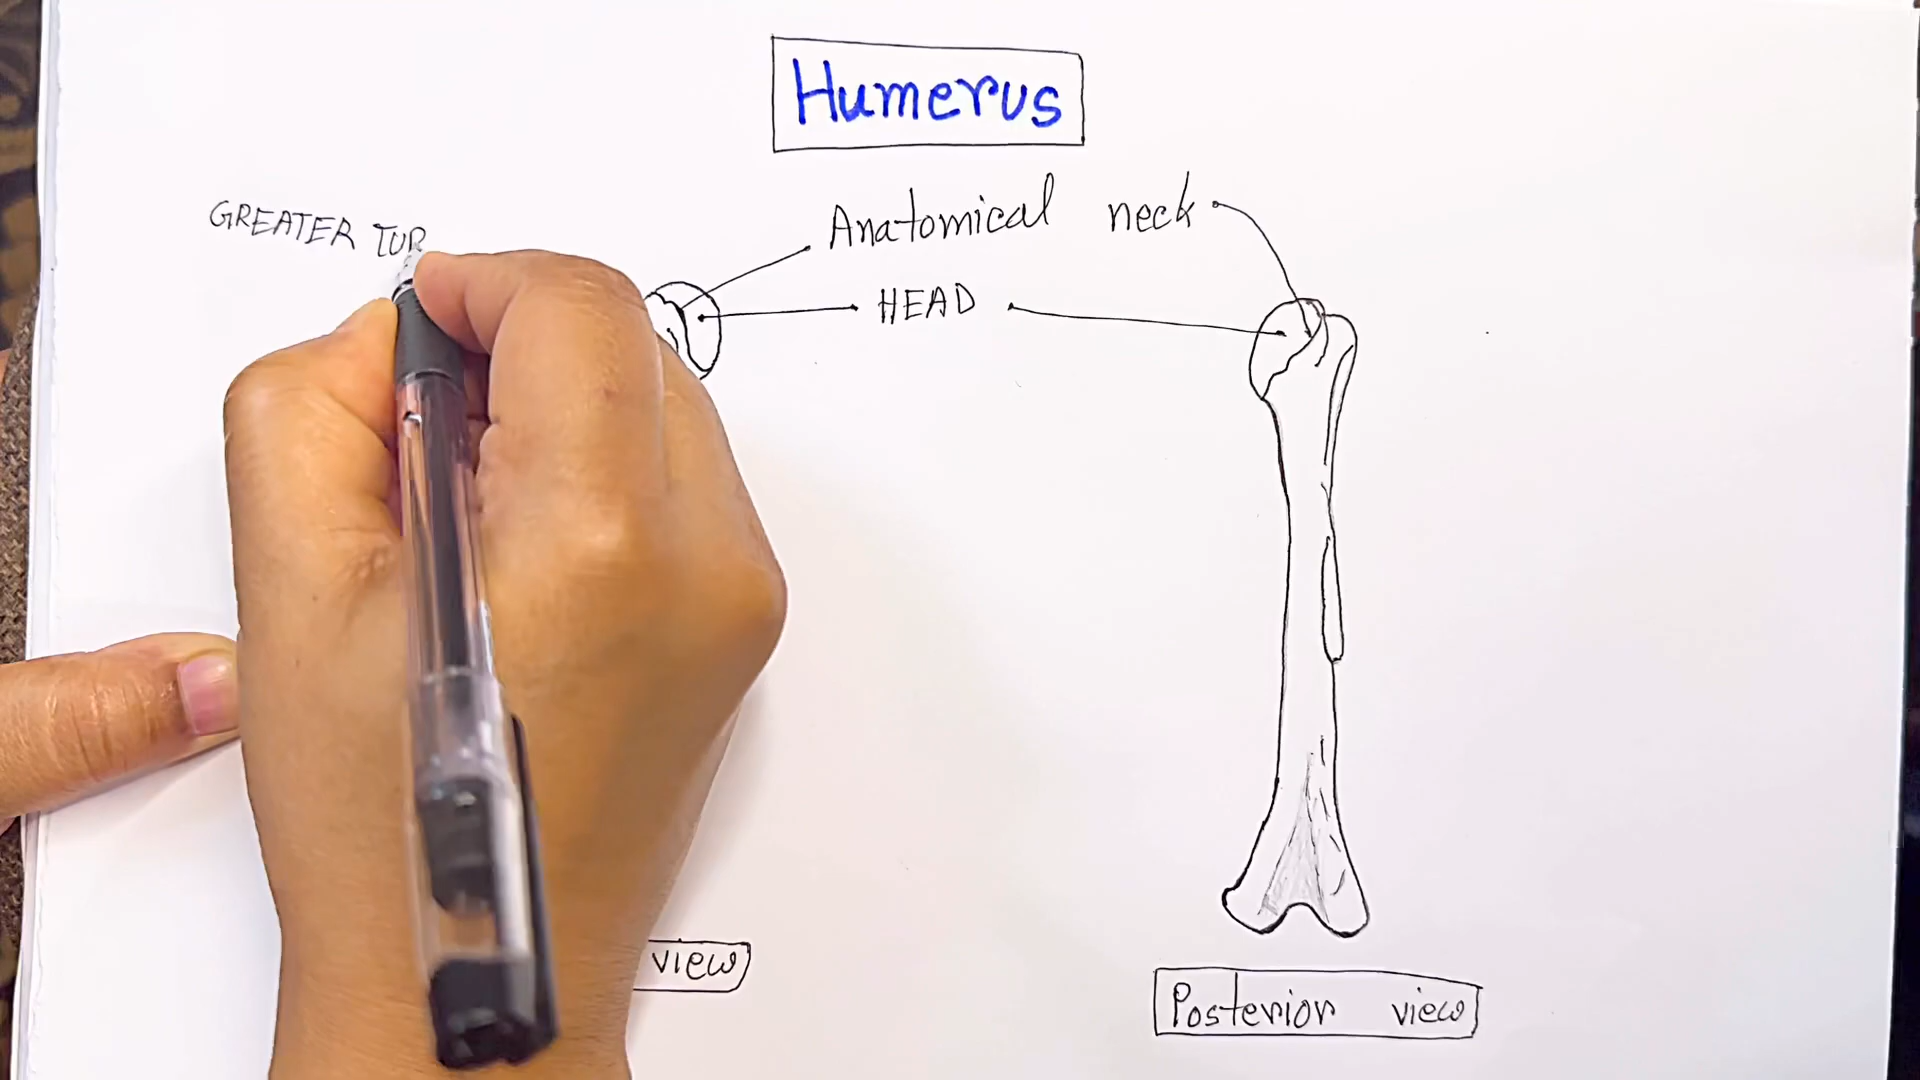 Humerus
Anatomical neck
GREATER TUR
HEAD
view
Posterior view